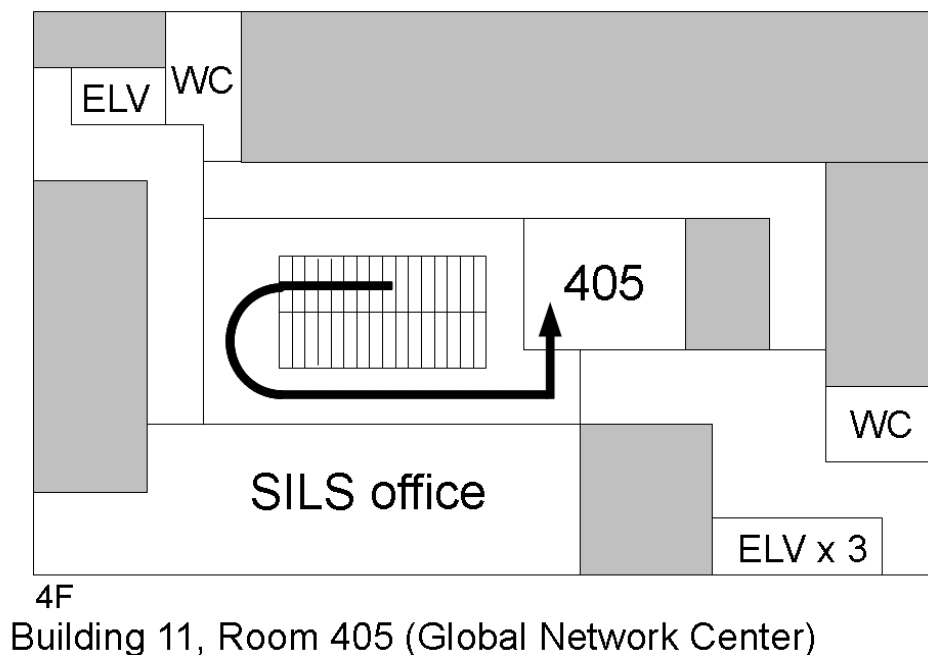 WC
ELV
405
WC
SILS office
ELV x 3
4F
Building 11, Room 405 (Global Network Center)